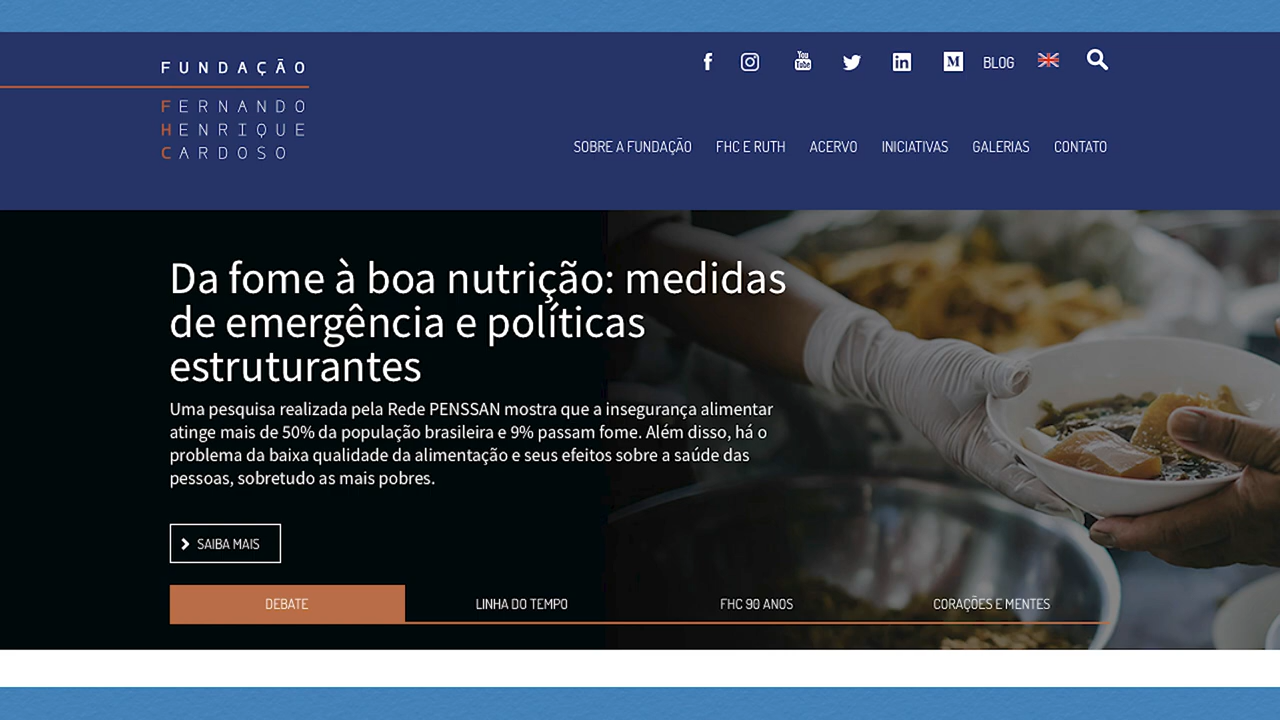 FUNDAÇÃO
FERNANDO
HENRIQUE
CARDOSO
f
You
Tube
in
M
BLOG
SOBRE A FUNDAÇÃO FHC E RUTH ACERVO INICIATIVAS GALERIAS CONTATO
Da fome à boa nutrição: medidas
de emergência e políticas
estruturantes
Uma pesquisa realizada pela Rede PENSSAN mostra que a insegurança alimentar
atinge mais de 50% da população brasileira e 9% passam fome. Além disso, há o
problema da baixa qualidade da alimentação e seus efeitos sobre a saúde das
pessoas, sobretudo as mais pobres.
SAIBA MAIS
DEBATE LINHA DO TEMPO FHC 90 ANOS CORAÇÕES E MENTES